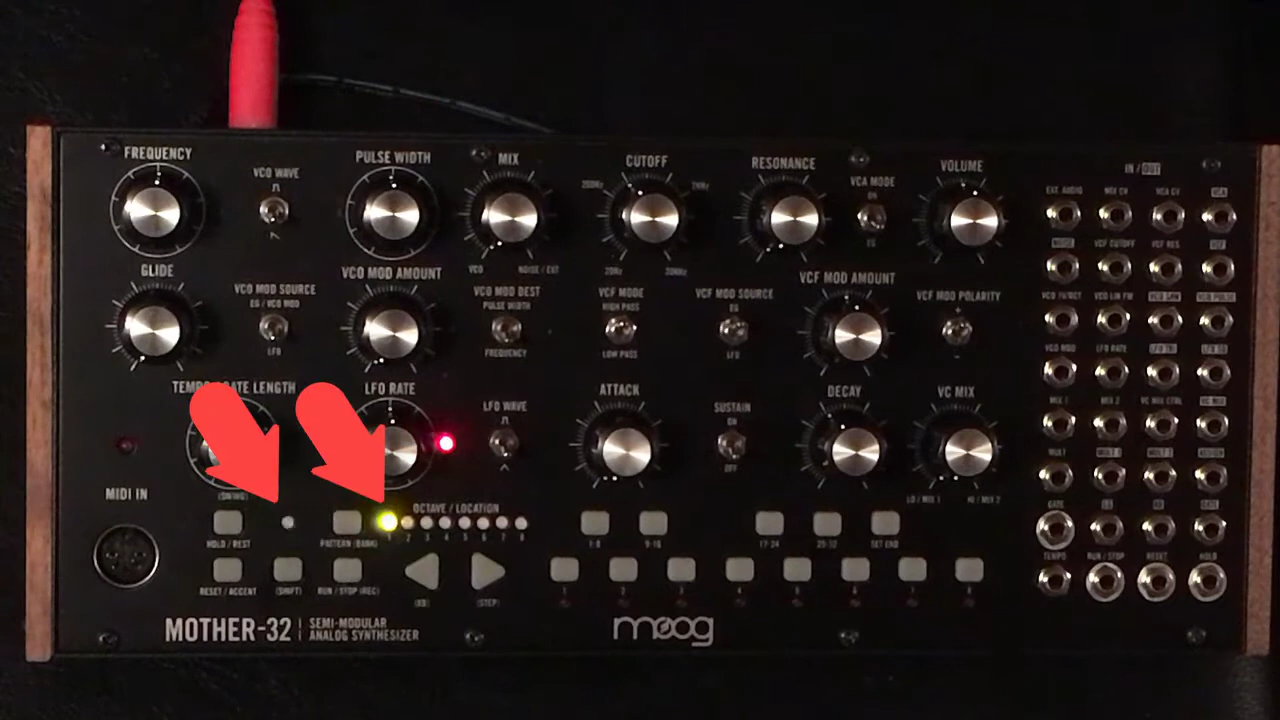 FREQUENCY
VCO WAVE
PULSE WIDTH
MIX
CUTOFF
RESONANCE
VCA MODE
ON
EG
VOLUME
IN / OUT
EXT. AUDIO MIX CV VCA CV VCA
NOISE VCF CUTOFF VCF RES. VCF
VCO LIN FM VCO SAW VCO PULSE
VCO MOD LFO RATE LFO TRI LFO SQ
MIX 1 MIX 2 VC MIX CTRL VC MIX
MULT MULT 1 MULT 2 ASSIGN
GATE EG KB GATE
TEMPO RUN / STOP RESET HOLD
VCO
NOISE / EXT
20Hz
20KHz
GLIDE
VCO MOD SOURCE
EG / VCO MOD
LFO
VCO MOD AMOUNT
VCO MOD DEST
PULSE WIDTH
FREQUENCY
VCF MODE
HIGH PASS
LOW PASS
VCF MOD SOURCE
EG
LFO
VCF MOD AMOUNT
VCF MOD POLARITY
+
-
GATE LENGTH
LFO RATE
LFO WAVE
ATTACK
SUSTAIN
ON
OFF
DECAY
VC MIX
LO / MIX 1
HI / MIX 2
MIDI IN
(SWING)
HOLD / REST
PATTERN (BANK)
OCTAVE / LOCATION
2 3 4 5 6 7 8
1-8
9-16
17-24
25-32
SET END
RESET / ACCENT
(SHIFT)
RUN / STOP (REC)
(KB)
(STEP)
1 2 3 4 5 6 7 8
MOTHER-32
SEMI-MODULAR
ANALOG SYNTHESIZER
moog